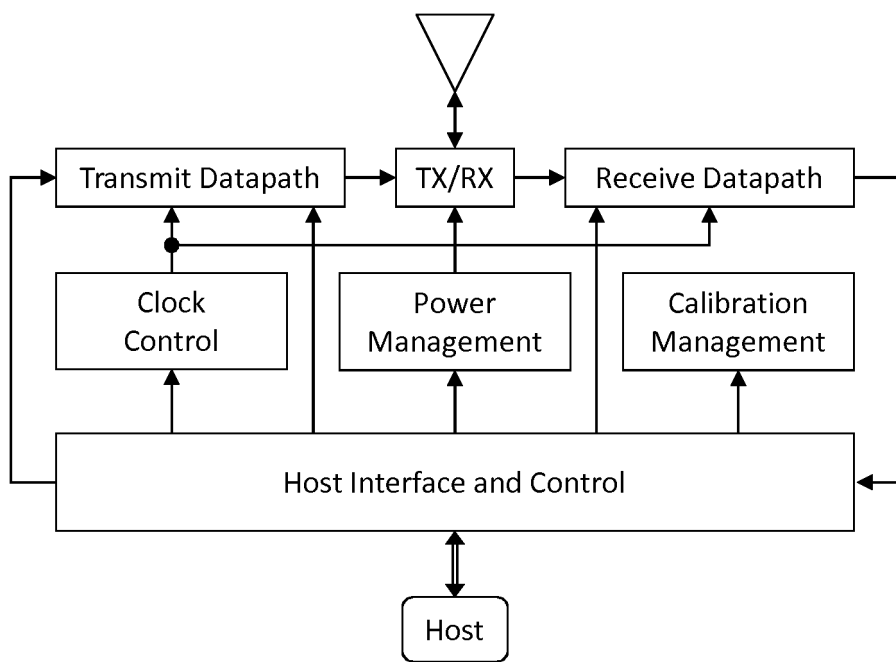 Transmit Datapath
TX/RX
Receive Datapath
Clock
Control
Power
Management
Calibration
Management
Host Interface and Control
Host